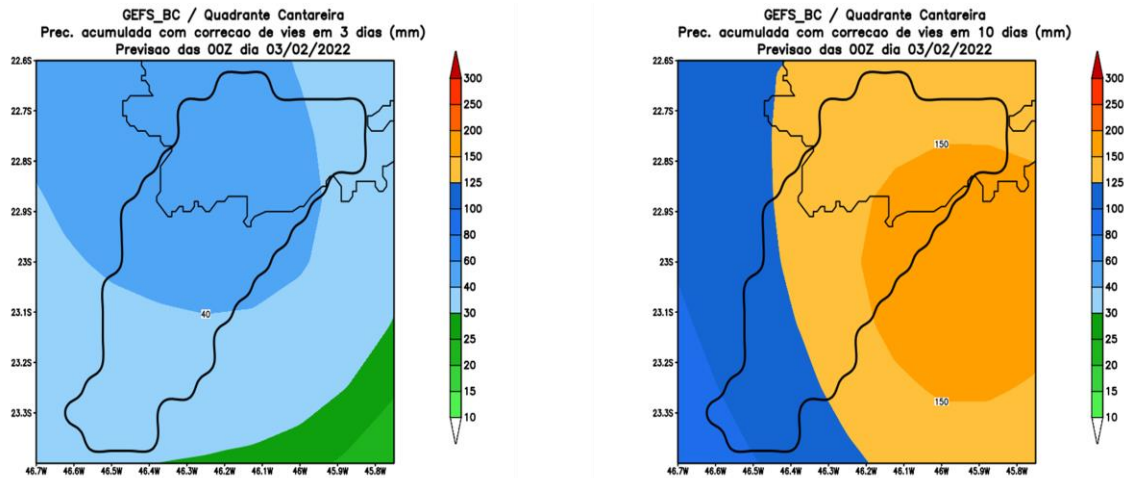 GEFS_BC / Quadrante Cantareira
Prec. acumulada com correcao de vies em 3 dias (mm)
Previsao das 00Z dia 03/02/2022
22.6S
22.7S
22.8S
22.9S
23S
23.1S
23.2S
23.3S
46.7W
46.6W
46.5W
46.4W
46.3W
46.2W
46.1W
46W
45.9W
45.8W
40
300
250
200
150
125
100
80
60
40
30
25
20
15
10
GEFS_BC / Quadrante Cantareira
Prec. acumulada com correcao de vies em 10 dias (mm)
Previsao das 00Z dia 03/02/2022
22.6S
22.7S
22.8S
22.9S
23S
23.1S
23.2S
23.3S
46.7W
46.6W
46.5W
46.4W
46.3W
46.2W
46.1W
46W
45.9W
45.8W
150
150
300
250
200
150
125
100
80
60
40
30
25
20
15
10